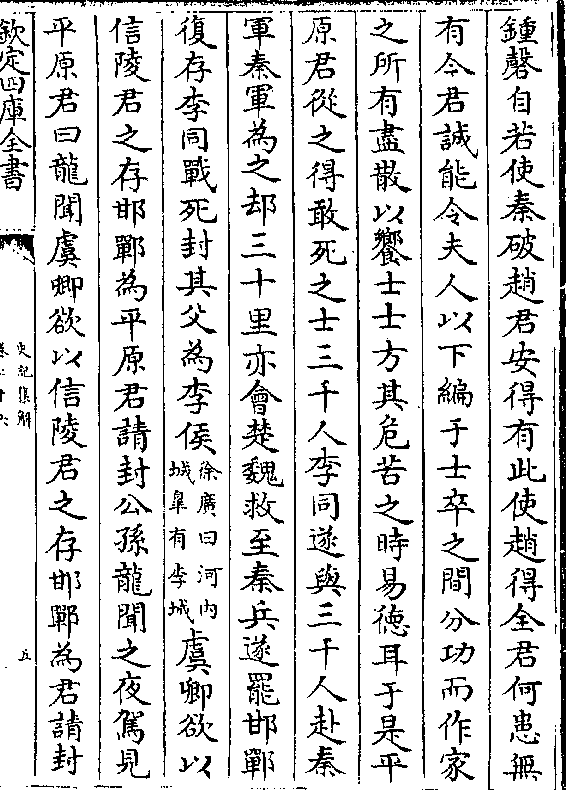 鍾磬自若使秦破趙君安得有此使趙得全君何患無
有今君誠能令夫人以下編于士卒之間分功而作家
之所有盡散以饗士士方其危苦之時易德耳于是平
原君從之得敢死之士三千人李同遂與三千人赴秦
軍秦軍為之却三十里亦會楚魏救至秦兵遂罷邯鄲
復存李同戰死封其父為李侯徐廣曰河内城臯有李城虞卿欲以
信陵君之存邯鄲為平原君請封公孫龍聞之夜駕見
平原君曰龍聞虞卿欲以信陵君之存邯鄲為君請封
欽定四庫全書
史記集解
五